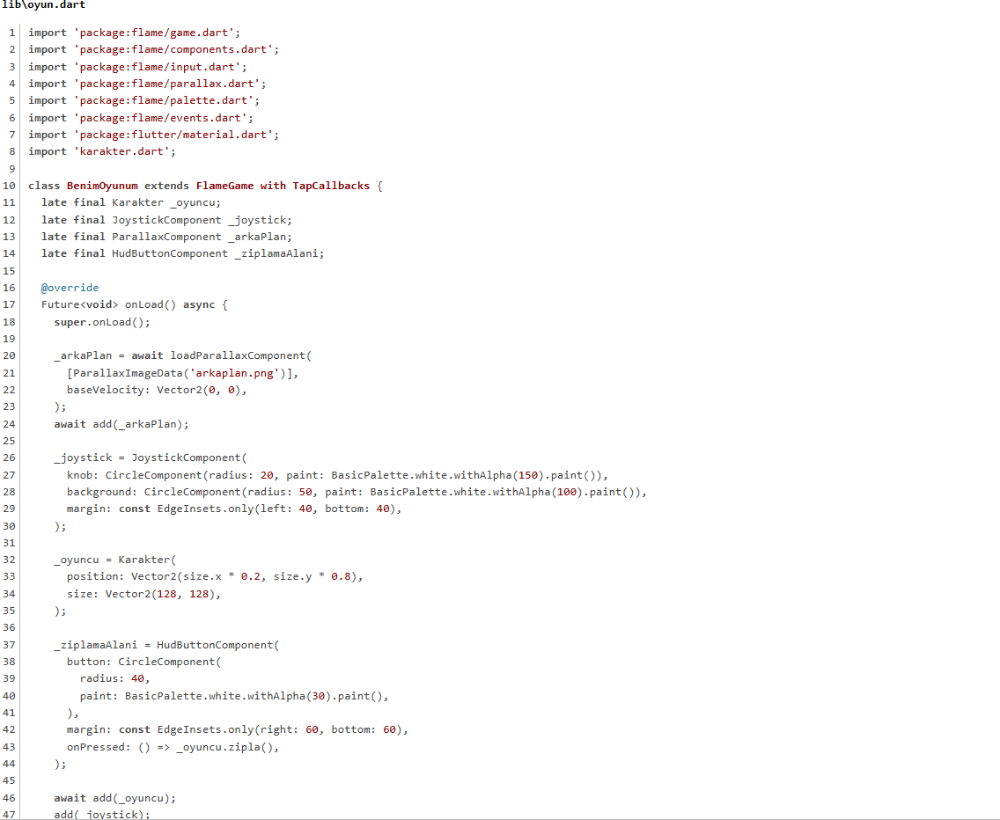 lib\oyun.dart
1 import 'package:flame/game.dart';
2 import 'package:flame/components.dart';
3 import 'package:flame/input.dart';
4 import 'package:flame/parallax.dart';
5 import 'package:flame/palette.dart';
6 import 'package:flame/events.dart';
7 import 'package:flutter/material.dart';
8 import 'karakter.dart';
9
10 class BenimOyunum extends FlameGame with TapCallbacks {
11   late final Karakter _oyuncu;
12   late final JoystickComponent _joystick;
13   late final ParallaxComponent _arkaPlan;
14   late final HudButtonComponent _ziplamaAlani;
15
16   @override
17   Future<void> onLoad() async {
18     super.onLoad();
19
20     _arkaPlan = await loadParallaxComponent(
21       [ParallaxImageData('arkaplan.png')],
22       baseVelocity: Vector2(0, 0),
23     );
24     await add(_arkaPlan);
25
26     _joystick = JoystickComponent(
27       knob: CircleComponent(radius: 20, paint: BasicPalette.white.withAlpha(150).paint()),
28       background: CircleComponent(radius: 50, paint: BasicPalette.white.withAlpha(100).paint()),
29       margin: const EdgeInsets.only(left: 40, bottom: 40),
30     );
31
32     _oyuncu = Karakter(
33       position: Vector2(size.x * 0.2, size.y * 0.8),
34       size: Vector2(128, 128),
35     );
36
37     _ziplamaAlani = HudButtonComponent(
38       button: CircleComponent(
39         radius: 40,
40         paint: BasicPalette.white.withAlpha(30).paint(),
41       ),
42       margin: const EdgeInsets.only(right: 60, bottom: 60),
43       onPressed: () => _oyuncu.zipla(),
44     );
45
46     await add(_oyuncu);
47     add(_joystick);